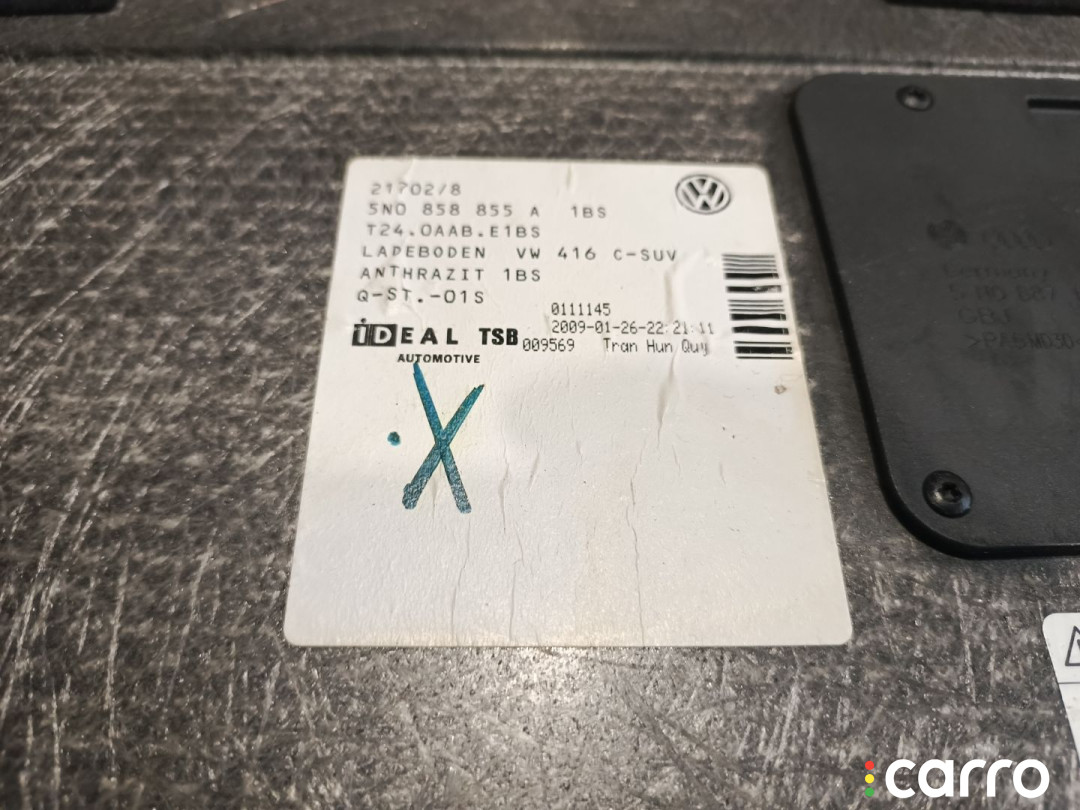 21702/8
5N0 858 855 A 1BS
T24.0AAB.E1BS
LADEBODEN VW 416 C-SUV
ANTHRAZIT 1BS
Q-ST.-01S
0111145
2009-01-26-22:21:11
iDEAL TSB
009569 Tran Hun Quy
AUTOMOTIVE
X
Germany
carro